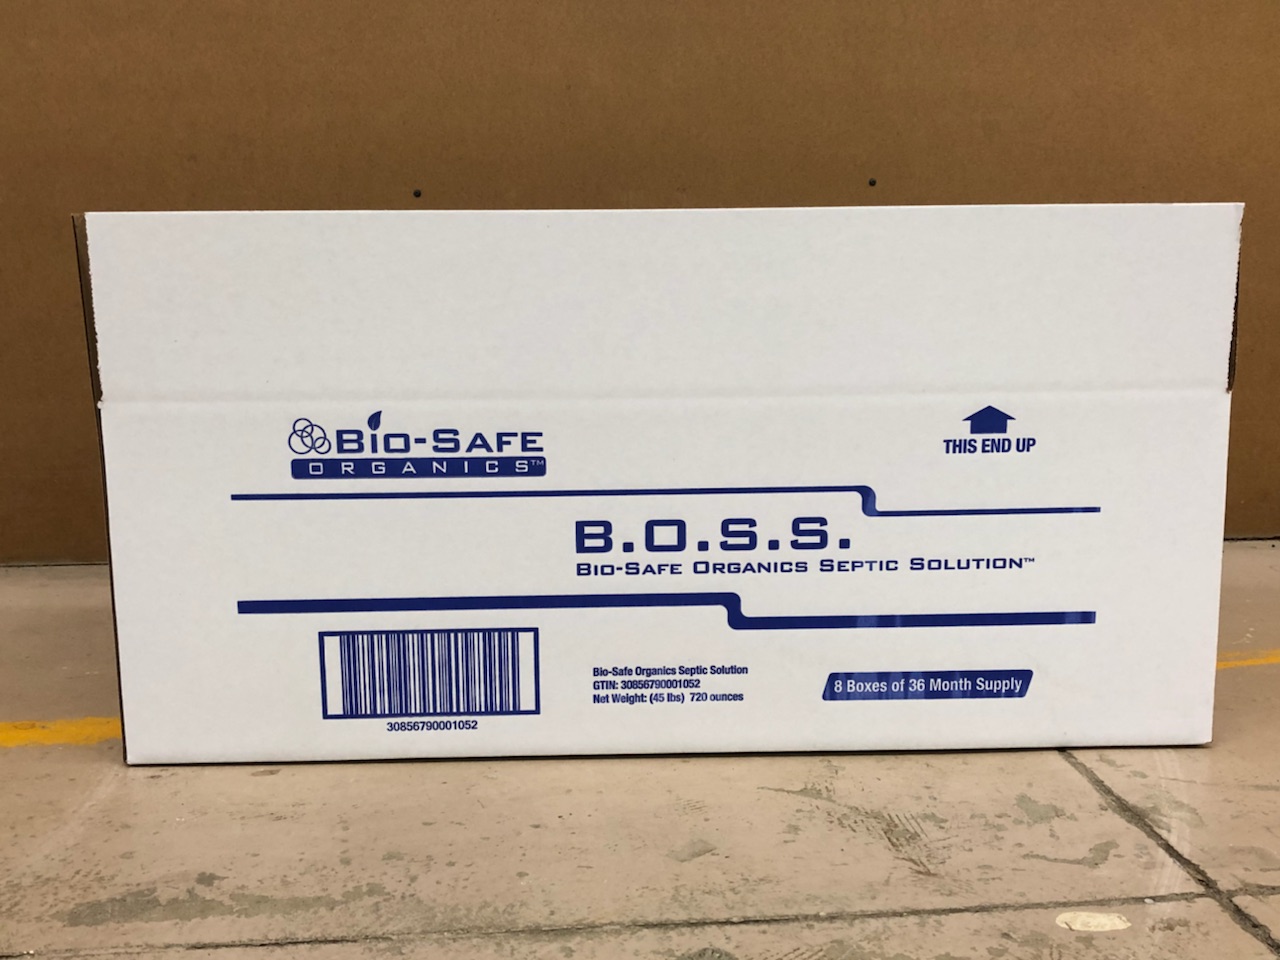 Bio-Safe
ORGANICS™
THIS END UP
B.O.S.S.
Bio-Safe Organics Septic Solution™
30856790001052
Bio-Safe Organics Septic Solution
GTIN: 30856790001052
Net Weight: (45 lbs) 720 ounces
8 Boxes of 36 Month Supply